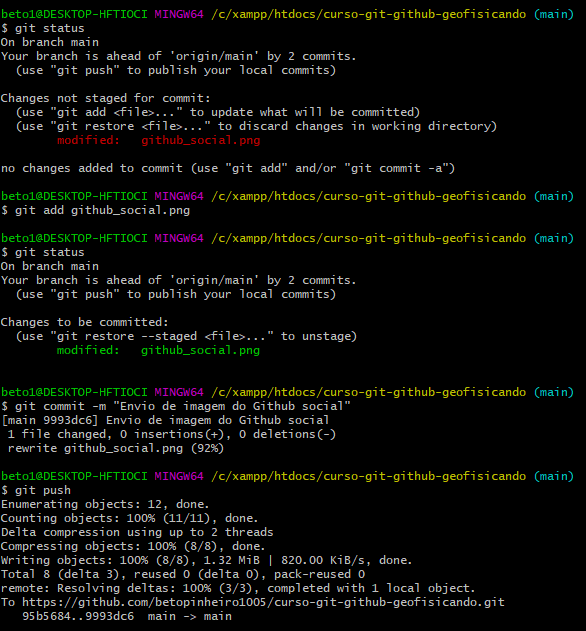 beto1@DESKTOP-HFTIOCI MINGW64 /c/xampp/htdocs/curso-git-github-geofisicando (main)
$ git status
On branch main
Your branch is ahead of 'origin/main' by 2 commits.
  (use "git push" to publish your local commits)

Changes not staged for commit:
  (use "git add <file>..." to update what will be committed)
  (use "git restore <file>..." to discard changes in working directory)
        modified:   github_social.png

no changes added to commit (use "git add" and/or "git commit -a")

beto1@DESKTOP-HFTIOCI MINGW64 /c/xampp/htdocs/curso-git-github-geofisicando (main)
$ git add github_social.png

beto1@DESKTOP-HFTIOCI MINGW64 /c/xampp/htdocs/curso-git-github-geofisicando (main)
$ git status
On branch main
Your branch is ahead of 'origin/main' by 2 commits.
  (use "git push" to publish your local commits)

Changes to be committed:
  (use "git restore --staged <file>..." to unstage)
        modified:   github_social.png

beto1@DESKTOP-HFTIOCI MINGW64 /c/xampp/htdocs/curso-git-github-geofisicando (main)
$ git commit -m "Envio de imagem do Github social"
[main 9993dc6] Envio de imagem do Github social
 1 file changed, 0 insertions(+), 0 deletions(-)
 rewrite github_social.png (92%)

beto1@DESKTOP-HFTIOCI MINGW64 /c/xampp/htdocs/curso-git-github-geofisicando (main)
$ git push
Enumerating objects: 12, done.
Counting objects: 100% (11/11), done.
Delta compression using up to 2 threads
Compressing objects: 100% (8/8), done.
Writing objects: 100% (8/8), 1.32 MiB | 820.00 KiB/s, done.
Total 8 (delta 3), reused 0 (delta 0), pack-reused 0
remote: Resolving deltas: 100% (3/3), completed with 1 local object.
To https://github.com/betopinheiro1005/curso-git-github-geofisicando.git
   95b5684..9993dc6  main -> main